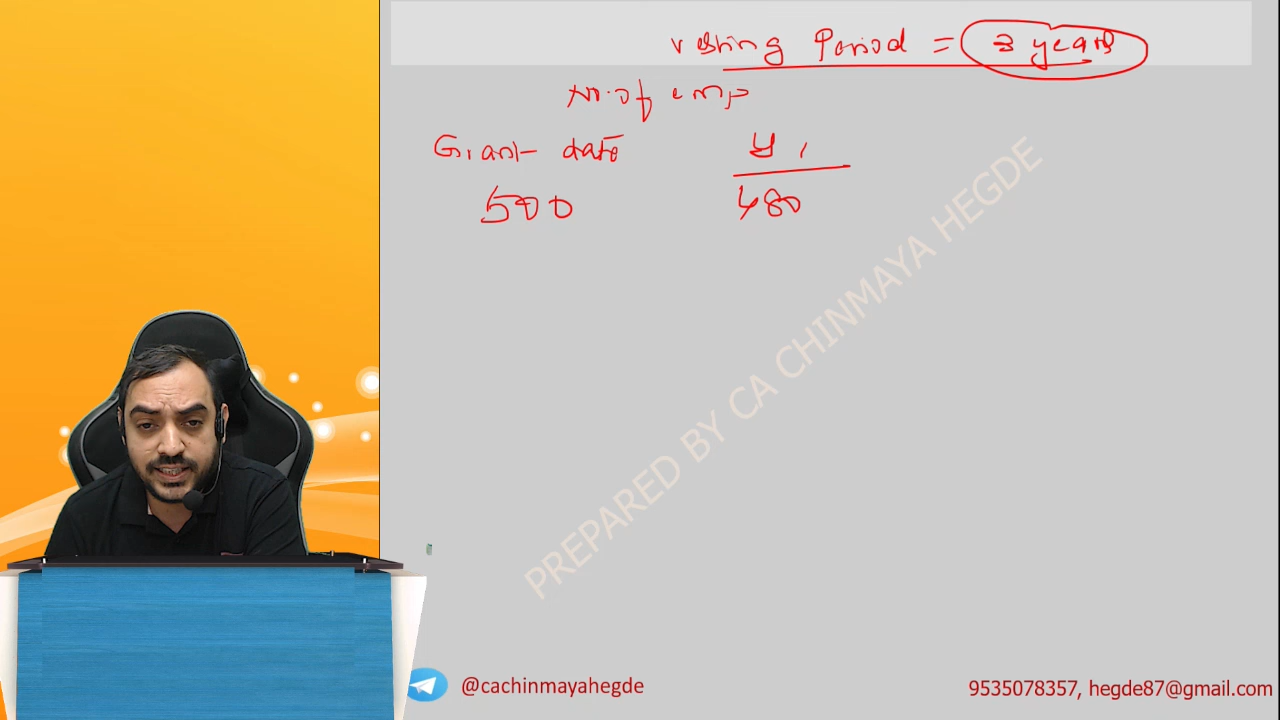 vesting Period = 3 years
No. of emp
Grant date Y1
500 480
PREPARED BY CA CHINMAYA HEGDE
@cachinmayahegde
9535078357, hegde87@gmail.com